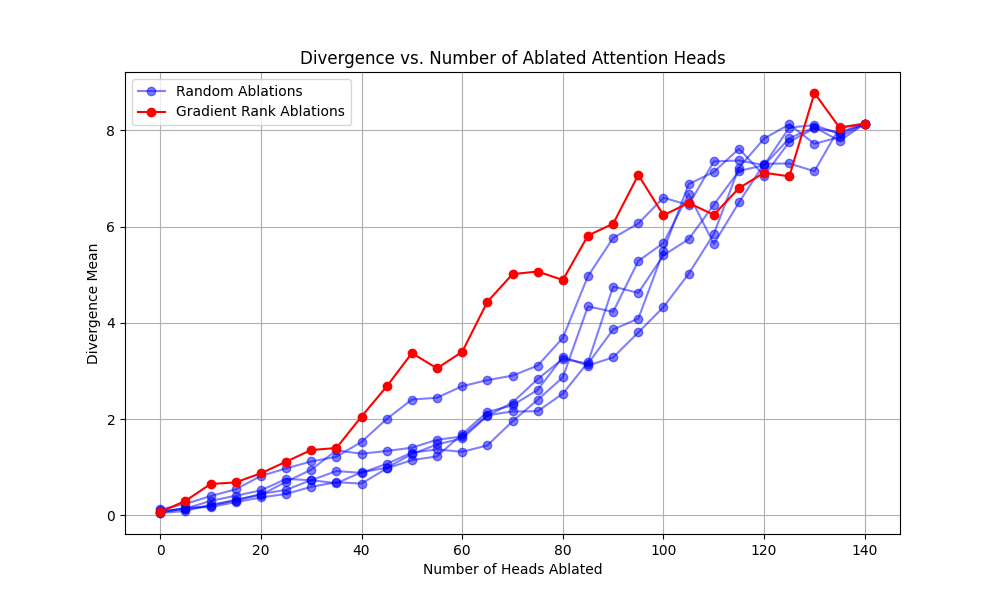 Divergence vs. Number of Ablated Attention Heads
Random Ablations
Gradient Rank Ablations
Divergence Mean
8
6
4
2
0
0 20 40 60 80 100 120 140
Number of Heads Ablated